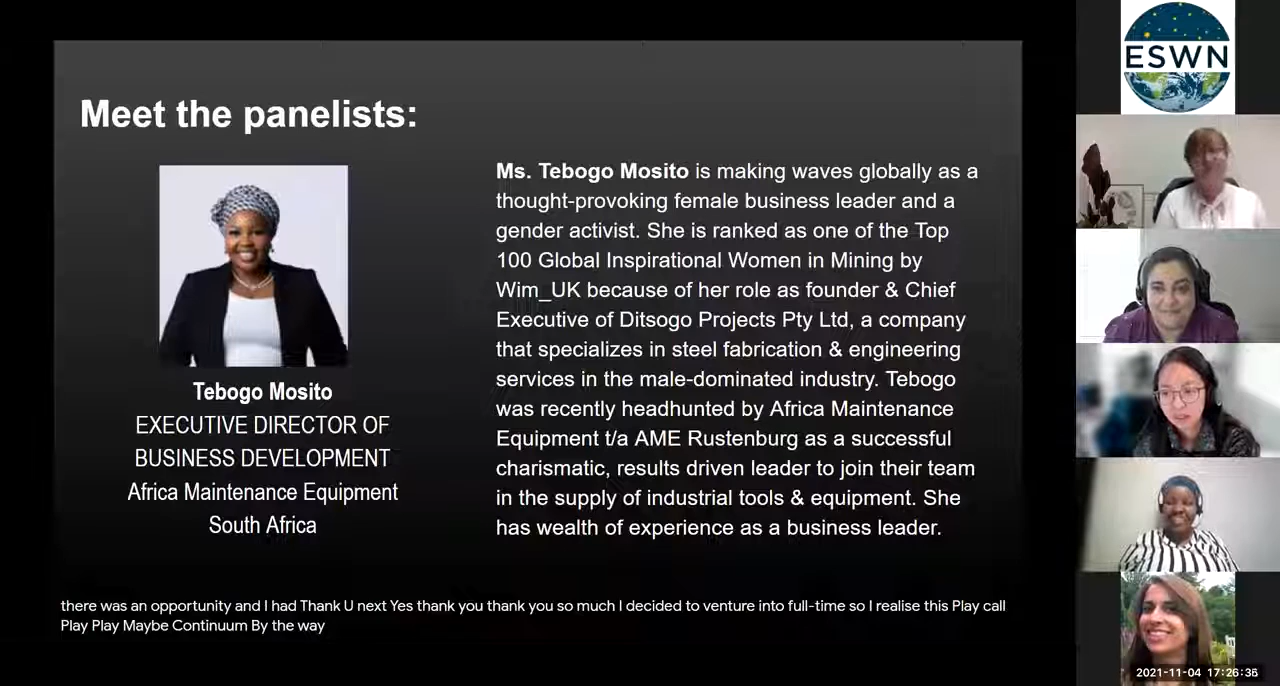 Meet the panelists:
Tebogo Mosito
EXECUTIVE DIRECTOR OF
BUSINESS DEVELOPMENT
Africa Maintenance Equipment
South Africa
Ms. Tebogo Mosito is making waves globally as a
thought-provoking female business leader and a
gender activist. She is ranked as one of the Top
100 Global Inspirational Women in Mining by
Wim_UK because of her role as founder & Chief
Executive of Ditsogo Projects Pty Ltd, a company
that specializes in steel fabrication & engineering
services in the male-dominated industry. Tebogo
was recently headhunted by Africa Maintenance
Equipment t/a AME Rustenburg as a successful
charismatic, results driven leader to join their team
in the supply of industrial tools & equipment. She
has wealth of experience as a business leader.
there was an opportunity and I had Thank U next Yes thank you thank you so much I decided to venture into full-time so I realise this Play call
Play Play Maybe Continuum By the way
ESWN
2021-11-04 17:26:36